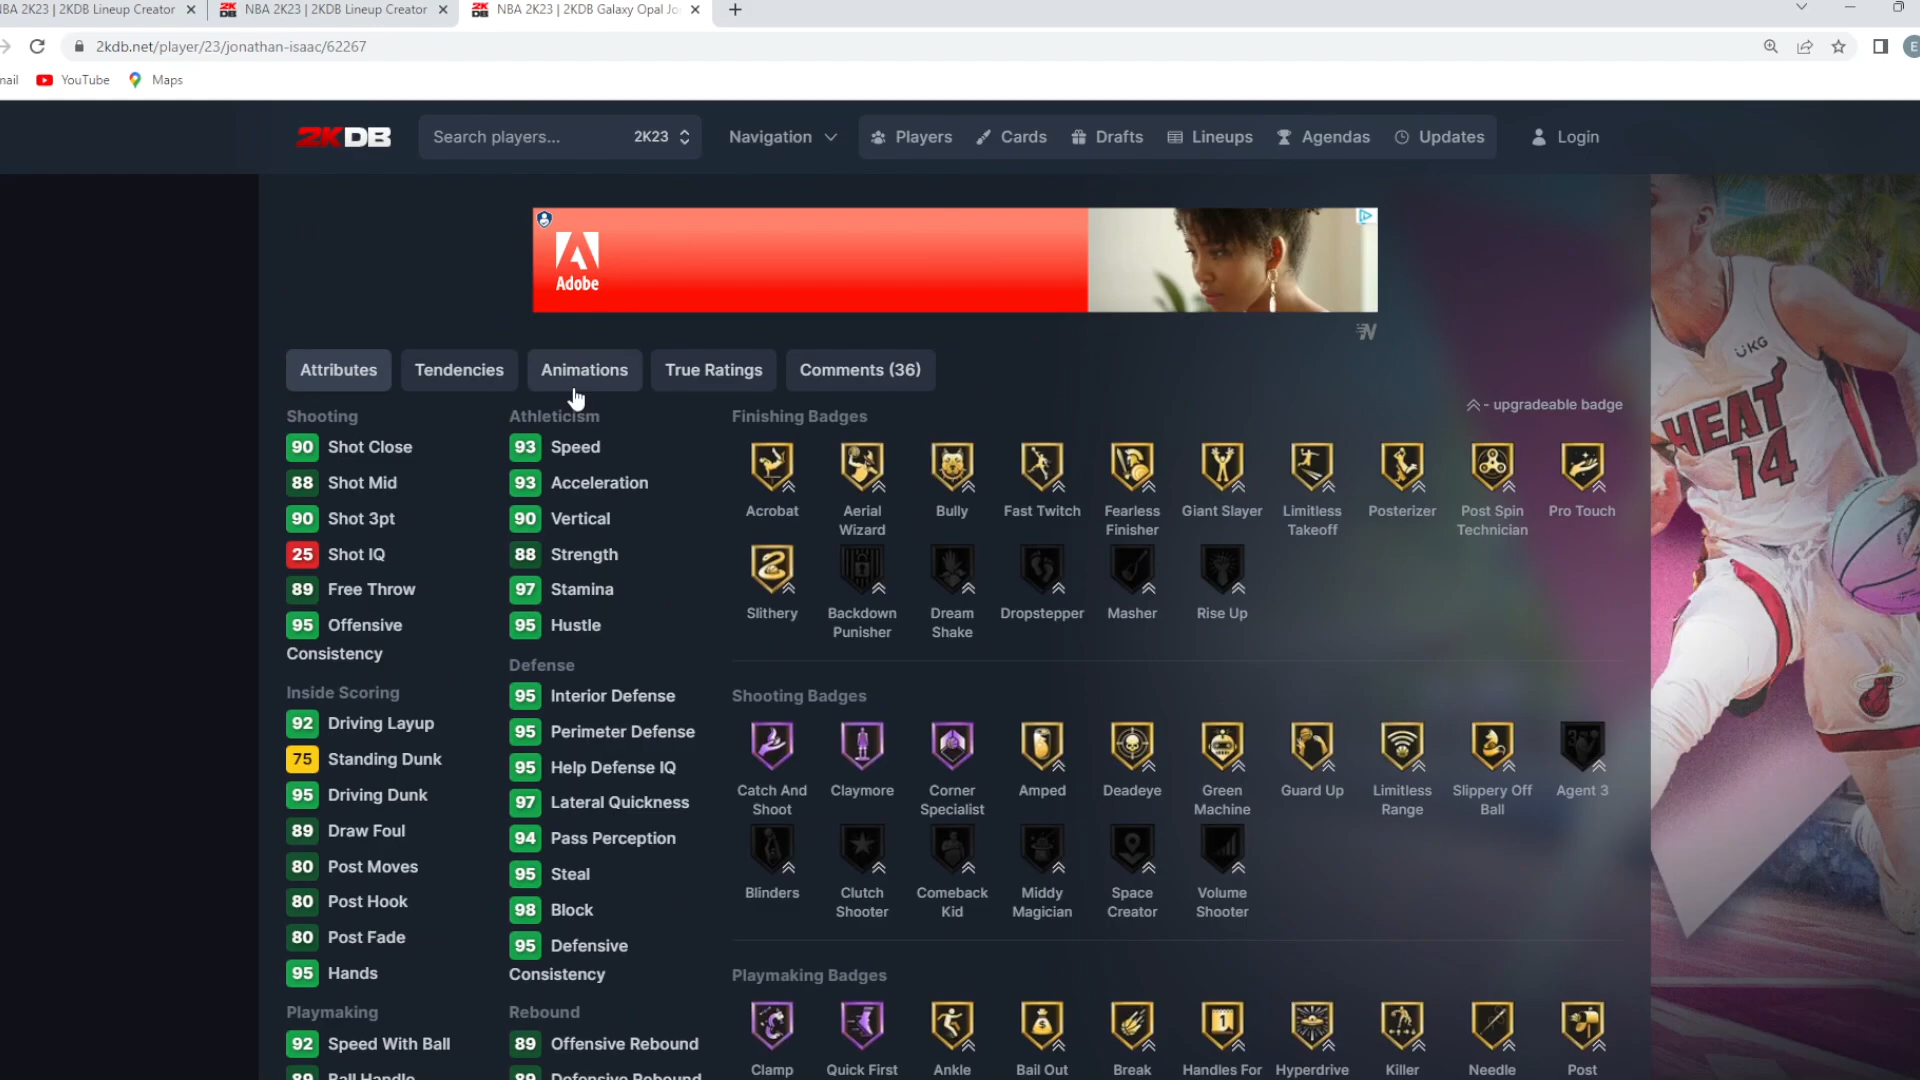 BA 2K23 | 2KDB Lineup Creator
NBA 2K23 | 2KDB Lineup Creator
NBA 2K23 | 2KDB Galaxy Opal Jo
2kdb.net/player/23/jonathan-isaac/62267
E
mail
YouTube
Maps
2KDB
Search players...
2K23
Navigation
Players
Cards
Drafts
Lineups
Agendas
Updates
Login
Adobe
Attributes
Tendencies
Animations
True Ratings
Comments (36)
- upgradeable badge
Shooting
90 Shot Close
88 Shot Mid
90 Shot 3pt
25 Shot IQ
89 Free Throw
95 Offensive
Consistency
Inside Scoring
92 Driving Layup
75 Standing Dunk
95 Driving Dunk
89 Draw Foul
80 Post Moves
80 Post Hook
80 Post Fade
95 Hands
Playmaking
92 Speed With Ball
89 Ball Handle
Athleticism
93 Speed
93 Acceleration
90 Vertical
88 Strength
97 Stamina
95 Hustle
Defense
95 Interior Defense
95 Perimeter Defense
95 Help Defense IQ
97 Lateral Quickness
94 Pass Perception
95 Steal
98 Block
95 Defensive
Consistency
Rebound
89 Offensive Rebound
89 Defensive Rebound
Finishing Badges
Acrobat
Aerial
Wizard
Bully
Fast Twitch
Fearless
Finisher
Giant Slayer
Limitless
Takeoff
Posterizer
Post Spin
Technician
Pro Touch
Slithery
Backdown
Punisher
Dream
Shake
Dropstepper
Masher
Rise Up
Shooting Badges
Catch And
Shoot
Claymore
Corner
Specialist
Amped
Deadeye
Green
Machine
Guard Up
Limitless
Range
Slippery Off
Ball
Agent 3
Blinders
Clutch
Shooter
Comeback
Kid
Middy
Magician
Space
Creator
Volume
Shooter
Playmaking Badges
Clamp
Quick First
Ankle
Bail Out
Break
Handles For
Hyperdrive
Killer
Needle
Post
UKG
HEAT
14